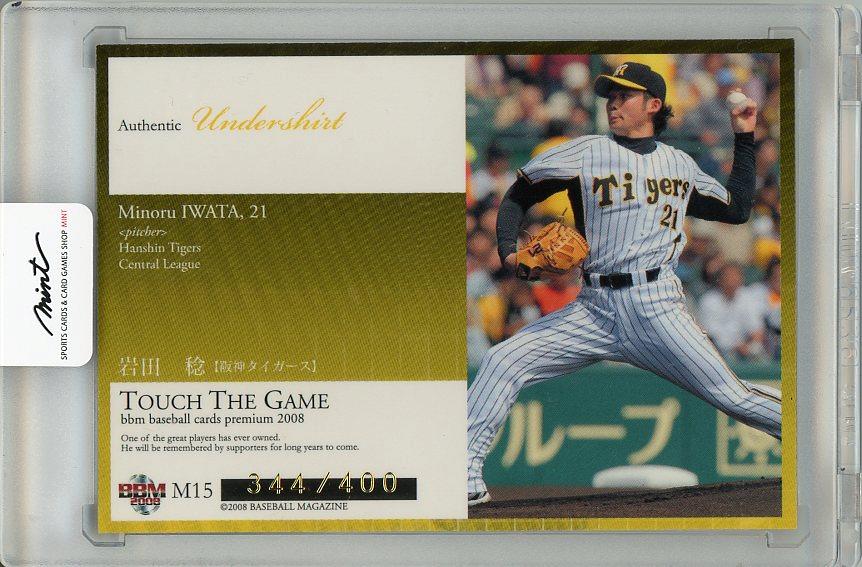 Authentic Undershirt
Minoru IWATA, 21
<pitcher>
Hanshin Tigers
Central League
岩田 稔【阪神タイガース】
TOUCH THE GAME
bbm baseball cards premium 2008
One of the great players has ever owned.
He will be remembered by supporters for long years to come.
BBM
2008
M15
344/400
©2008 BASEBALL MAGAZINE
mint
SPORTS CARDS & CARD GAMES SHOP MINT
Tigers
21
ループ